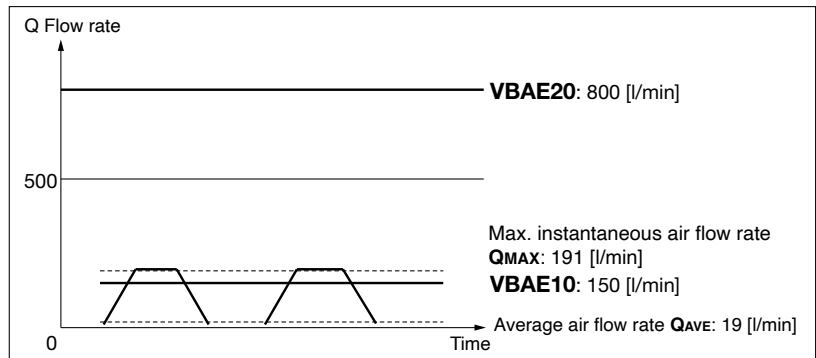 Q Flow rate
VBAE20: 800 [l/min]
500
Max. instantaneous air flow rate
QMAX: 191 [l/min]
VBAE10: 150 [l/min]
Average air flow rate QAVE: 19 [l/min]
0
Time